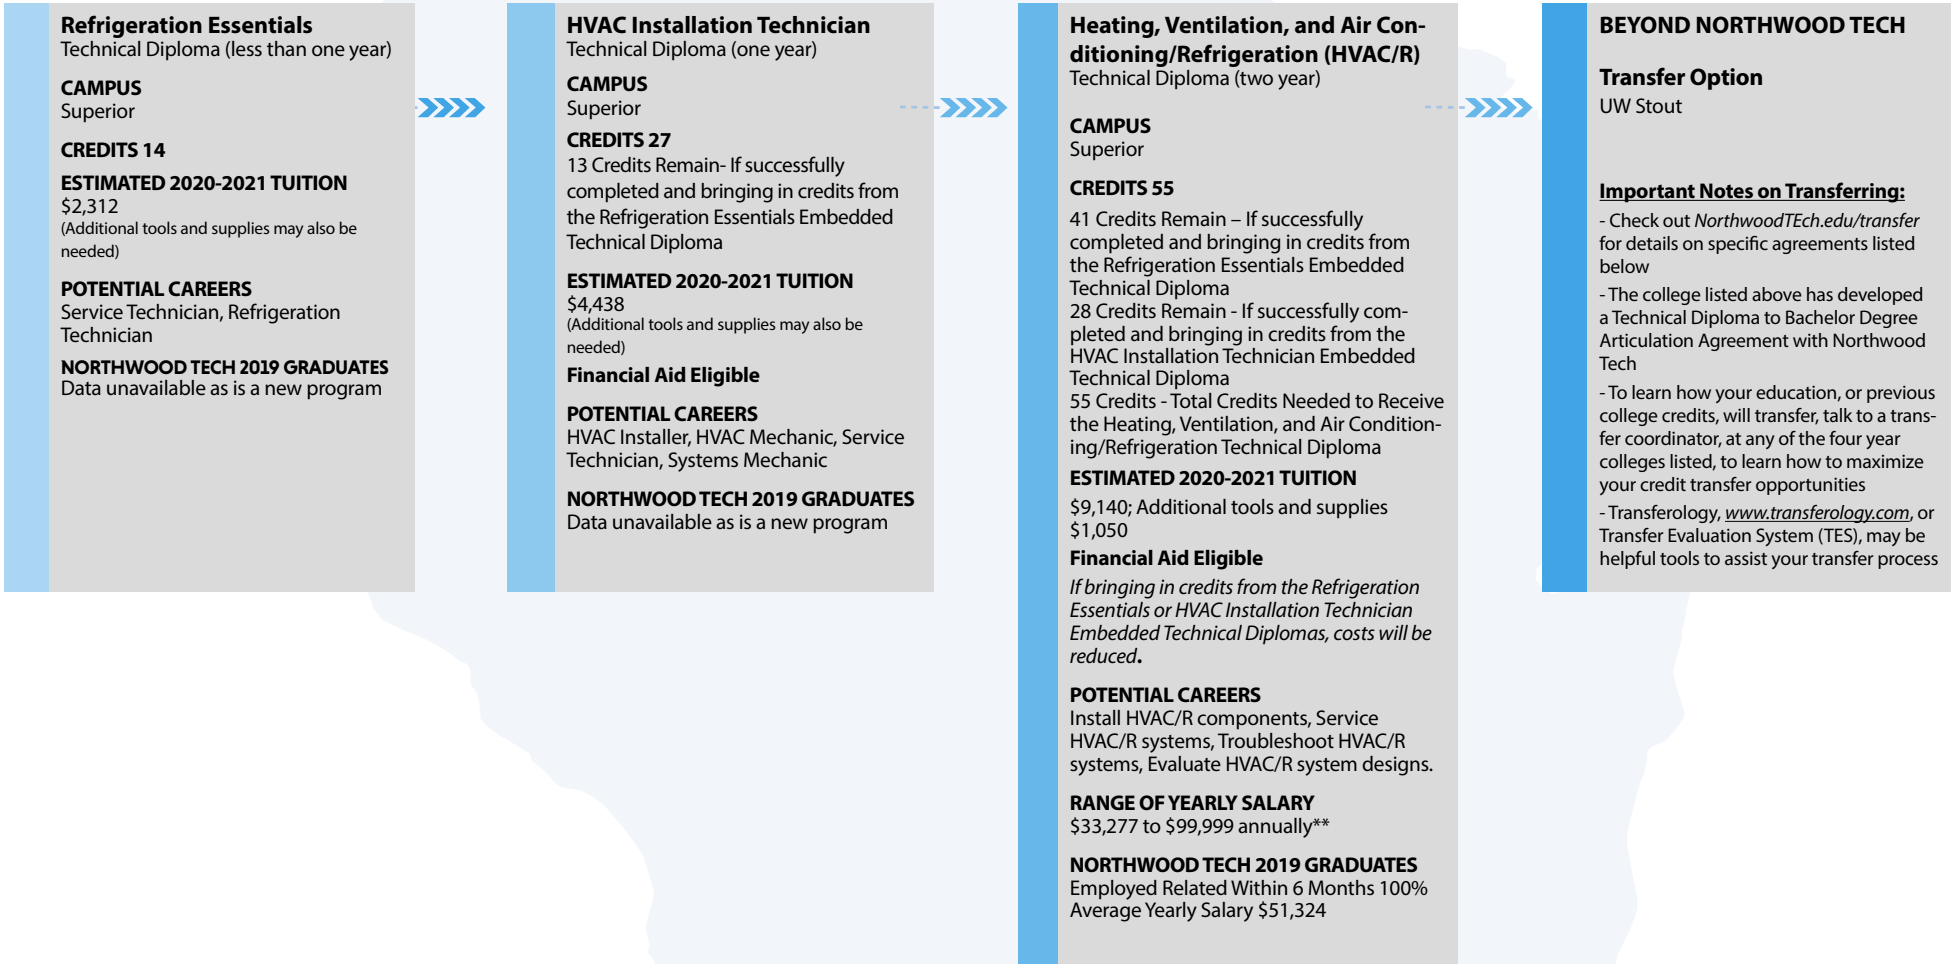 Refrigeration Essentials
Technical Diploma (less than one year)
CAMPUS
Superior
CREDITS 14
ESTIMATED 2020-2021 TUITION
$2,312
(Additional tools and supplies may also be
needed)
POTENTIAL CAREERS
Service Technician, Refrigeration
Technician
NORTHWOOD TECH 2019 GRADUATES
Data unavailable as is a new program
HVAC Installation Technician
Technical Diploma (one year)
CAMPUS
Superior
CREDITS 27
13 Credits Remain- If successfully
completed and bringing in credits from
the Refrigeration Essentials Embedded
Technical Diploma
ESTIMATED 2020-2021 TUITION
$4,438
(Additional tools and supplies may also be
needed)
Financial Aid Eligible
POTENTIAL CAREERS
HVAC Installer, HVAC Mechanic, Service
Technician, Systems Mechanic
NORTHWOOD TECH 2019 GRADUATES
Data unavailable as is a new program
Heating, Ventilation, and Air Con-
ditioning/Refrigeration (HVAC/R)
Technical Diploma (two year)
CAMPUS
Superior
CREDITS 55
41 Credits Remain – If successfully
completed and bringing in credits from
the Refrigeration Essentials Embedded
Technical Diploma
28 Credits Remain - If successfully com-
pleted and bringing in credits from the
HVAC Installation Technician Embedded
Technical Diploma
55 Credits - Total Credits Needed to Receive
the Heating, Ventilation, and Air Condition-
ing/Refrigeration Technical Diploma
ESTIMATED 2020-2021 TUITION
$9,140; Additional tools and supplies
$1,050
Financial Aid Eligible
If bringing in credits from the Refrigeration
Essentials or HVAC Installation Technician
Embedded Technical Diplomas, costs will be
reduced.
POTENTIAL CAREERS
Install HVAC/R components, Service
HVAC/R systems, Troubleshoot HVAC/R
systems, Evaluate HVAC/R system designs.
RANGE OF YEARLY SALARY
$33,277 to $99,999 annually**
NORTHWOOD TECH 2019 GRADUATES
Employed Related Within 6 Months 100%
Average Yearly Salary $51,324
BEYOND NORTHWOOD TECH
Transfer Option
UW Stout
Important Notes on Transferring:
- Check out NorthwoodTEch.edu/transfer
for details on specific agreements listed
below
- The college listed above has developed
a Technical Diploma to Bachelor Degree
Articulation Agreement with Northwood
Tech
- To learn how your education, or previous
college credits, will transfer, talk to a trans-
fer coordinator, at any of the four year
colleges listed, to learn how to maximize
your credit transfer opportunities
- Transferology, www.transferology.com, or
Transfer Evaluation System (TES), may be
helpful tools to assist your transfer process